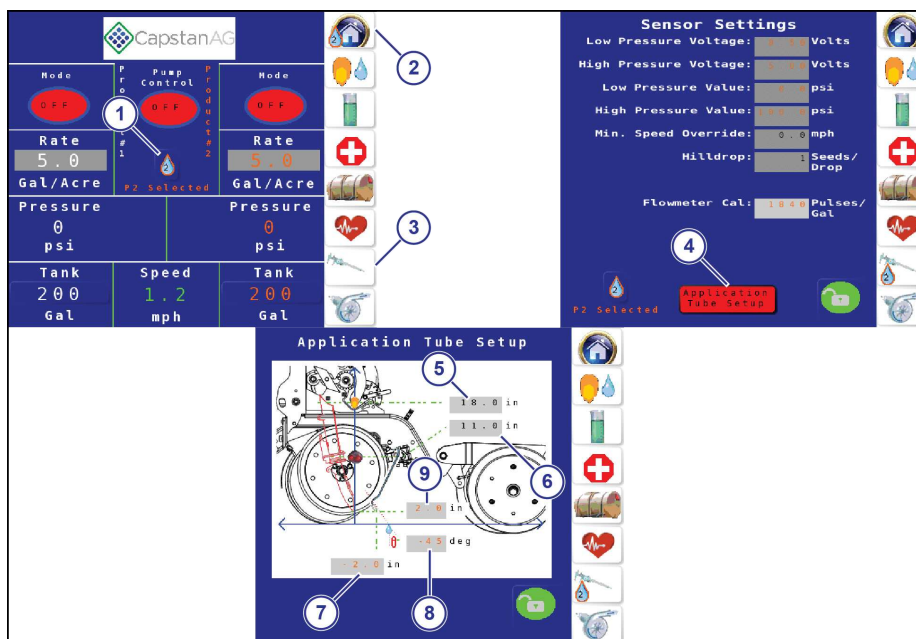 CapstanAG
Mode
OFF
Product#1
Pump
Control
OFF
Product#2
Mode
OFF
Rate
5.0
Gal/Acre
2
P2 Selected
Rate
5.0
Gal/Acre
Pressure
0
psi
Pressure
0
psi
Tank
200
Gal
Speed
1.2
mph
Tank
200
Gal
2
1
2
3
Sensor Settings
Low Pressure Voltage: Volts
High Pressure Voltage: Volts
Low Pressure Value: psi
High Pressure Value: psi
Min. Speed Override: 0.0 mph
Hilldrop: 1 Seeds/
Drop
Flowmeter Cal: 1840 Pulses/
Gal
4
2
P2 Selected
Application
Tube Setup
2
Application Tube Setup
5
18.0 in
11.0 in
6
9
2.0 in
-45 deg
-2.0 in
7
8
2